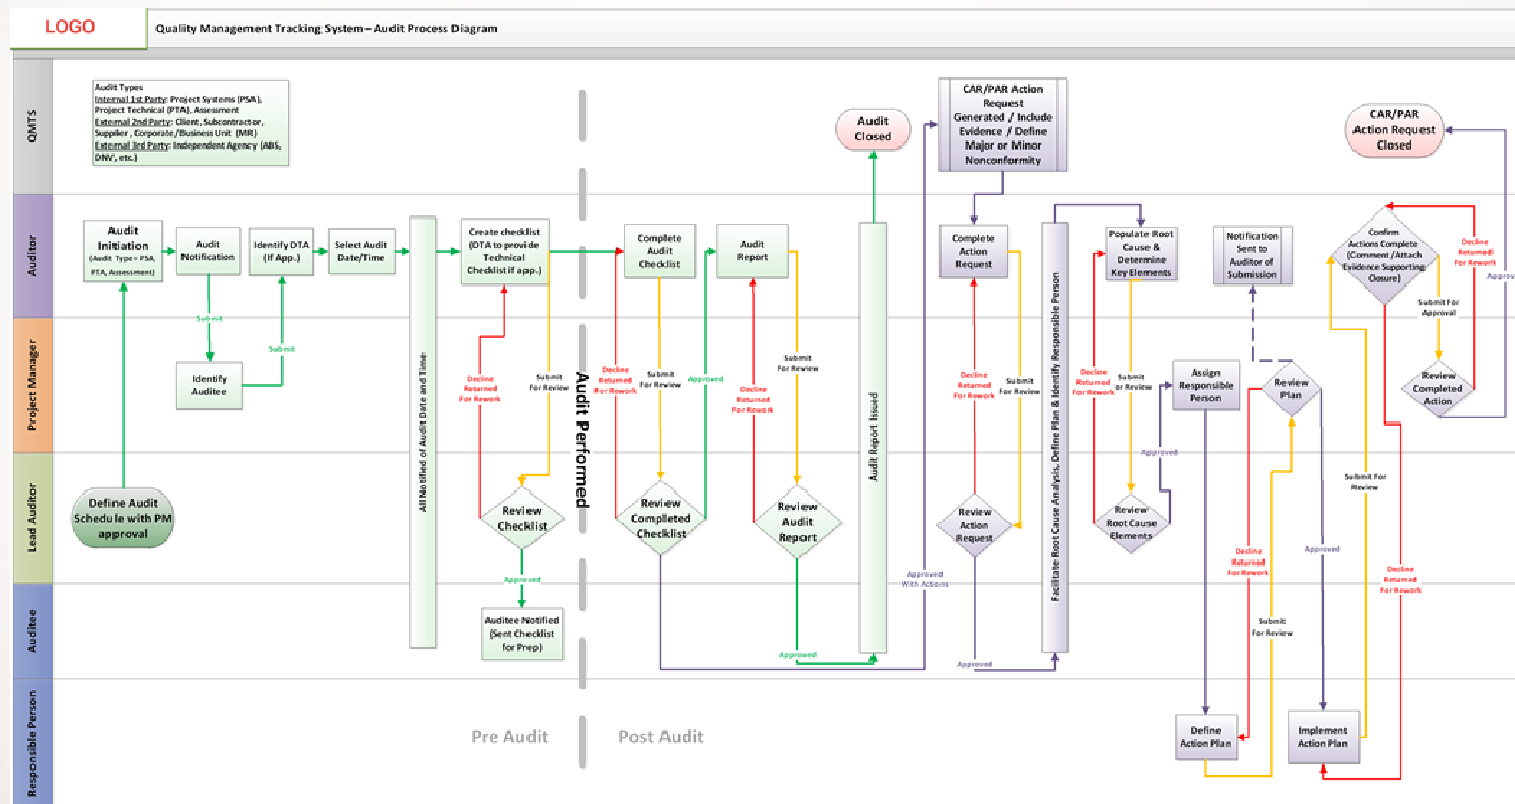 LOGO
Quality Management Tracking System – Audit Process Diagram
QMTS
Audit Types
Internal 1st Party: Project Systems (PSA),
Project Technical (PTA), Assessment
External 2nd Party: Client, Subcontractor,
Supplier, Corporate/Business Unit (MR)
External 3rd Party: Independent Agency (ABS,
DNV, etc.)
Audit
Closed
CAR/PAR Action
Request
Generated / Include
Evidence / Define
Major or Minor
Nonconformity
CAR/PAR
Action Request
Closed
Auditor
Audit
Initiation
(Audit Type - PSA,
PTA, Assessment)
Audit
Notification
Identify DTA
(If App.)
Select Audit
Date/Time
Create checklist
(DTA to provide
Technical
Checklist if app.)
Complete
Audit
Checklist
Audit
Report
Complete
Action
Request
Populate Root
Cause &
Determine
Key Elements
Notification
Sent to
Auditor of
Submission
Confirm
Actions Complete
(Comment /Attach
Evidence Supporting
Closure)
Decline
Returned
For Rework
Approv
Submit For
Approval
Submit
Submit
Project Manager
Identify
Auditee
All Notified of Audit Date and Time
Decline
Returned
For Rework
Submit
For Review
Audit Performed
Decline
Returned
For Rework
Submit
For Review
Approved
Decline
Returned
For Rework
Submit
For Review
Audit Report Issued
Decline
Returned
For Rework
Submit
For Review
Facilitate Root Cause Analysis, Define Plan & Identify Responsible Person
Decline
Returned
For Rework
Submit
or Review
Assign
Responsible
Person
Review
Plan
Review
Completed
Action
Approved
Lead Auditor
Define Audit
Schedule with PM
approval
Review
Checklist
Review
Completed
Checklist
Review
Audit
Report
Review
Action
Request
Review
Root Cause
Elements
Submit For
Review
Decline
Returned
For Rework
Approved
Decline
Returned
For Rework
Approved
Approved
With Actions
Auditee
Auditee Notified
(Sent Checklist
for Prep)
Submit
For Review
Approved
Approved
Responsible Person
Pre Audit
Post Audit
Define
Action Plan
Implement
Action Plan